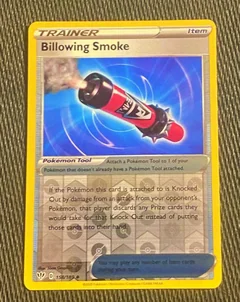 TRAINER Item
Billowing Smoke
Pokémon Tool Attach a Pokémon Tool to 1 of your
Pokémon that doesn't already have a Pokémon Tool attached.
If the Pokémon this card is attached to is Knocked
Out by damage from an attack from your opponent's
Pokémon, that player discards any Prize cards they
would take for that Knock Out instead of putting
those cards into their hand.
You may play any number of Item cards
during your turn.